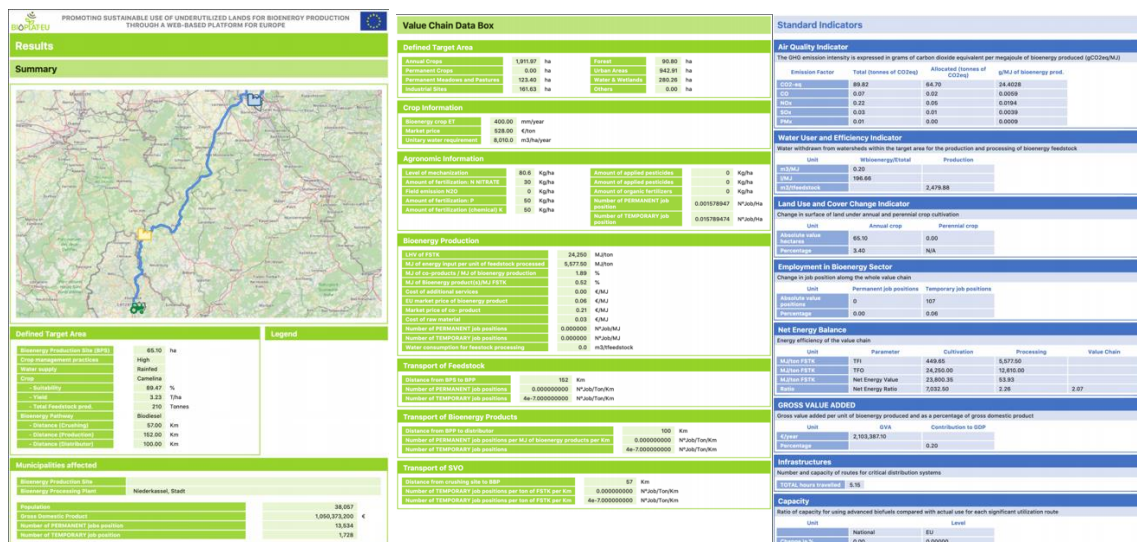 BIOPLAT EU
PROMOTING SUSTAINABLE USE OF UNDERUTILIZED LANDS FOR BIOENERGY PRODUCTION
THROUGH A WEB-BASED PLATFORM FOR EUROPE
Results
Summary
Defined Target Area
Legend
Bioenergy Production Site (BPS) 65.10 ha
Crop management practices High
Water supply Rainfed
Crop Camelina
- Suitability 89.47 %
- Yield 3.23 T/ha
- Total Feedstock prod. 210 Tonnes
Bioenergy Pathway Biodiesel
- Distance (Crushing) 57.00 Km
- Distance (Production) 152.00 Km
- Distance (Distributor) 100.00 Km
Municipalities affected
Bioenergy Production Site
Bioenergy Processing Plant Niederkassel, Stadt
Population 38,057
Gross Domestic Product 1,050,373,200 €
Number of PERMANENT jobs position 13,534
Number of TEMPORARY job position 1,728
Value Chain Data Box
Defined Target Area
Annual Crops 1,911.97 ha Forest 90.80 ha
Permanent Crops 0.00 ha Urban Areas 942.91 ha
Permanent Meadows and Pastures 123.40 ha Water & Wetlands 280.26 ha
Industrial Sites 161.63 ha Others 0.00 ha
Crop Information
Bioenergy crop ET 400.00 mm/year
Market price 528.00 €/ton
Unitary water requirement 8,010.0 m3/ha/year
Agronomic Information
Level of mechanization 80.6 Kg/ha Amount of applied pesticides 0 Kg/ha
Amount of fertilization: N NITRATE 30 Kg/ha Amount of applied pesticides 0 Kg/ha
Field emission N2O 0 Kg/ha Amount of organic fertilizers 0 Kg/ha
Amount of fertilization: P 50 Kg/ha Number of PERMANENT job
position 0.001578947 N°Job/Ha
Amount of fertilization (chemical) K 50 Kg/ha Number of TEMPORARY job
position 0.015789474 N°Job/Ha
Bioenergy Production
LHV of FSTK 24,250 MJ/ton
MJ of energy input per unit of feedstock processed 5,577.50 MJ/ton
MJ of co-products / MJ of bioenergy production 1.89 %
MJ of Bioenergy product(s)/MJ FSTK 0.52 %
Cost of additional services 0.00 €/MJ
EU market price of bioenergy product 0.06 €/MJ
Market price of co- product 0.21 €/MJ
Cost of raw material 0.03 €/MJ
Number of PERMANENT job positions 0.000000 N°Job/MJ
Number of TEMPORARY job positions 0.000000 N°Job/MJ
Water consumption for feestock processing 0.0 m3/tfeedstock
Transport of Feedstock
Distance from BPS to BPP 152 Km
Number of PERMANENT job positions 0.000000000 N°Job/Ton/Km
Number of TEMPORARY job positions 4e-7.000000000 N°Job/Ton/Km
Transport of Bioenergy Products
Distance from BPP to distributor 100 Km
Number of PERMANENT job positions per MJ of bioenergy products per Km 0.000000000 N°Job/Ton/Km
Number of TEMPORARY job positions 4e-7.000000000 N°Job/Ton/Km
Transport of SVO
Distance from crushing site to BBP 57 Km
Number of TEMPORARY job positions per ton of FSTK per Km 0.000000000 N°Job/Ton/Km
Number of TEMPORARY job positions per ton of FSTK per Km 4e-7.00000000 N°Job/Ton/Km
Standard Indicators
Air Quality Indicator
The GHG emission intensity is expressed in grams of carbon dioxide equivalent per megajoule of bioenergy produced (gCO2eq/MJ)
Emission Factor Total (tonnes of CO2eq) Allocated (tonnes of
CO2eq) g/MJ of bioenergy prod.
CO2-eq 89.82 64.70 24.4028
CO 0.07 0.02 0.0059
NOx 0.22 0.05 0.0194
SOx 0.03 0.01 0.0039
PMx 0.01 0.00 0.0009
Water User and Efficiency Indicator
Water withdrawn from watersheds within the target area for the production and processing of bioenergy feedstock
Unit Wbioenergy/Etotal Production
m3/MJ 0.20
l/MJ 196.66
m3/tfeedstock 2,479.88
Land Use and Cover Change Indicator
Change in surface of land under annual and perennial crop cultivation
Unit Annual crop Perennial crop
Absolute value
hectares 65.10 0.00
Percentage 3.40 N/A
Employment in Bioenergy Sector
Change in job position along the whole value chain
Unit Permanent job positions Temporary job positions
Absolute value
positions 0 107
Percentage 0.00 0.06
Net Energy Balance
Energy efficiency of the value chain
Unit Parameter Cultivation Processing Value Chain
MJ/ton FSTK TFI 449.65 5,577.50
MJ/ton FSTK TFO 24,250.00 12,610.00
MJ/ton FSTK Net Energy Value 23,800.35 53.93
Ratio Net Energy Ratio 7,032.50 2.26 2.07
GROSS VALUE ADDED
Gross value added per unit of bioenergy produced and as a percentage of gross domestic product
Unit GVA Contribution to GDP
€/year 2,103,387.10
Percentage 0.20
Infrastructures
Number and capacity of routes for critical distribution systems
TOTAL hours travelled 5.15
Capacity
Ratio of capacity for using advanced biofuels compared with actual use for each significant utilization route
Unit Level
National EU
0.00 0.00000